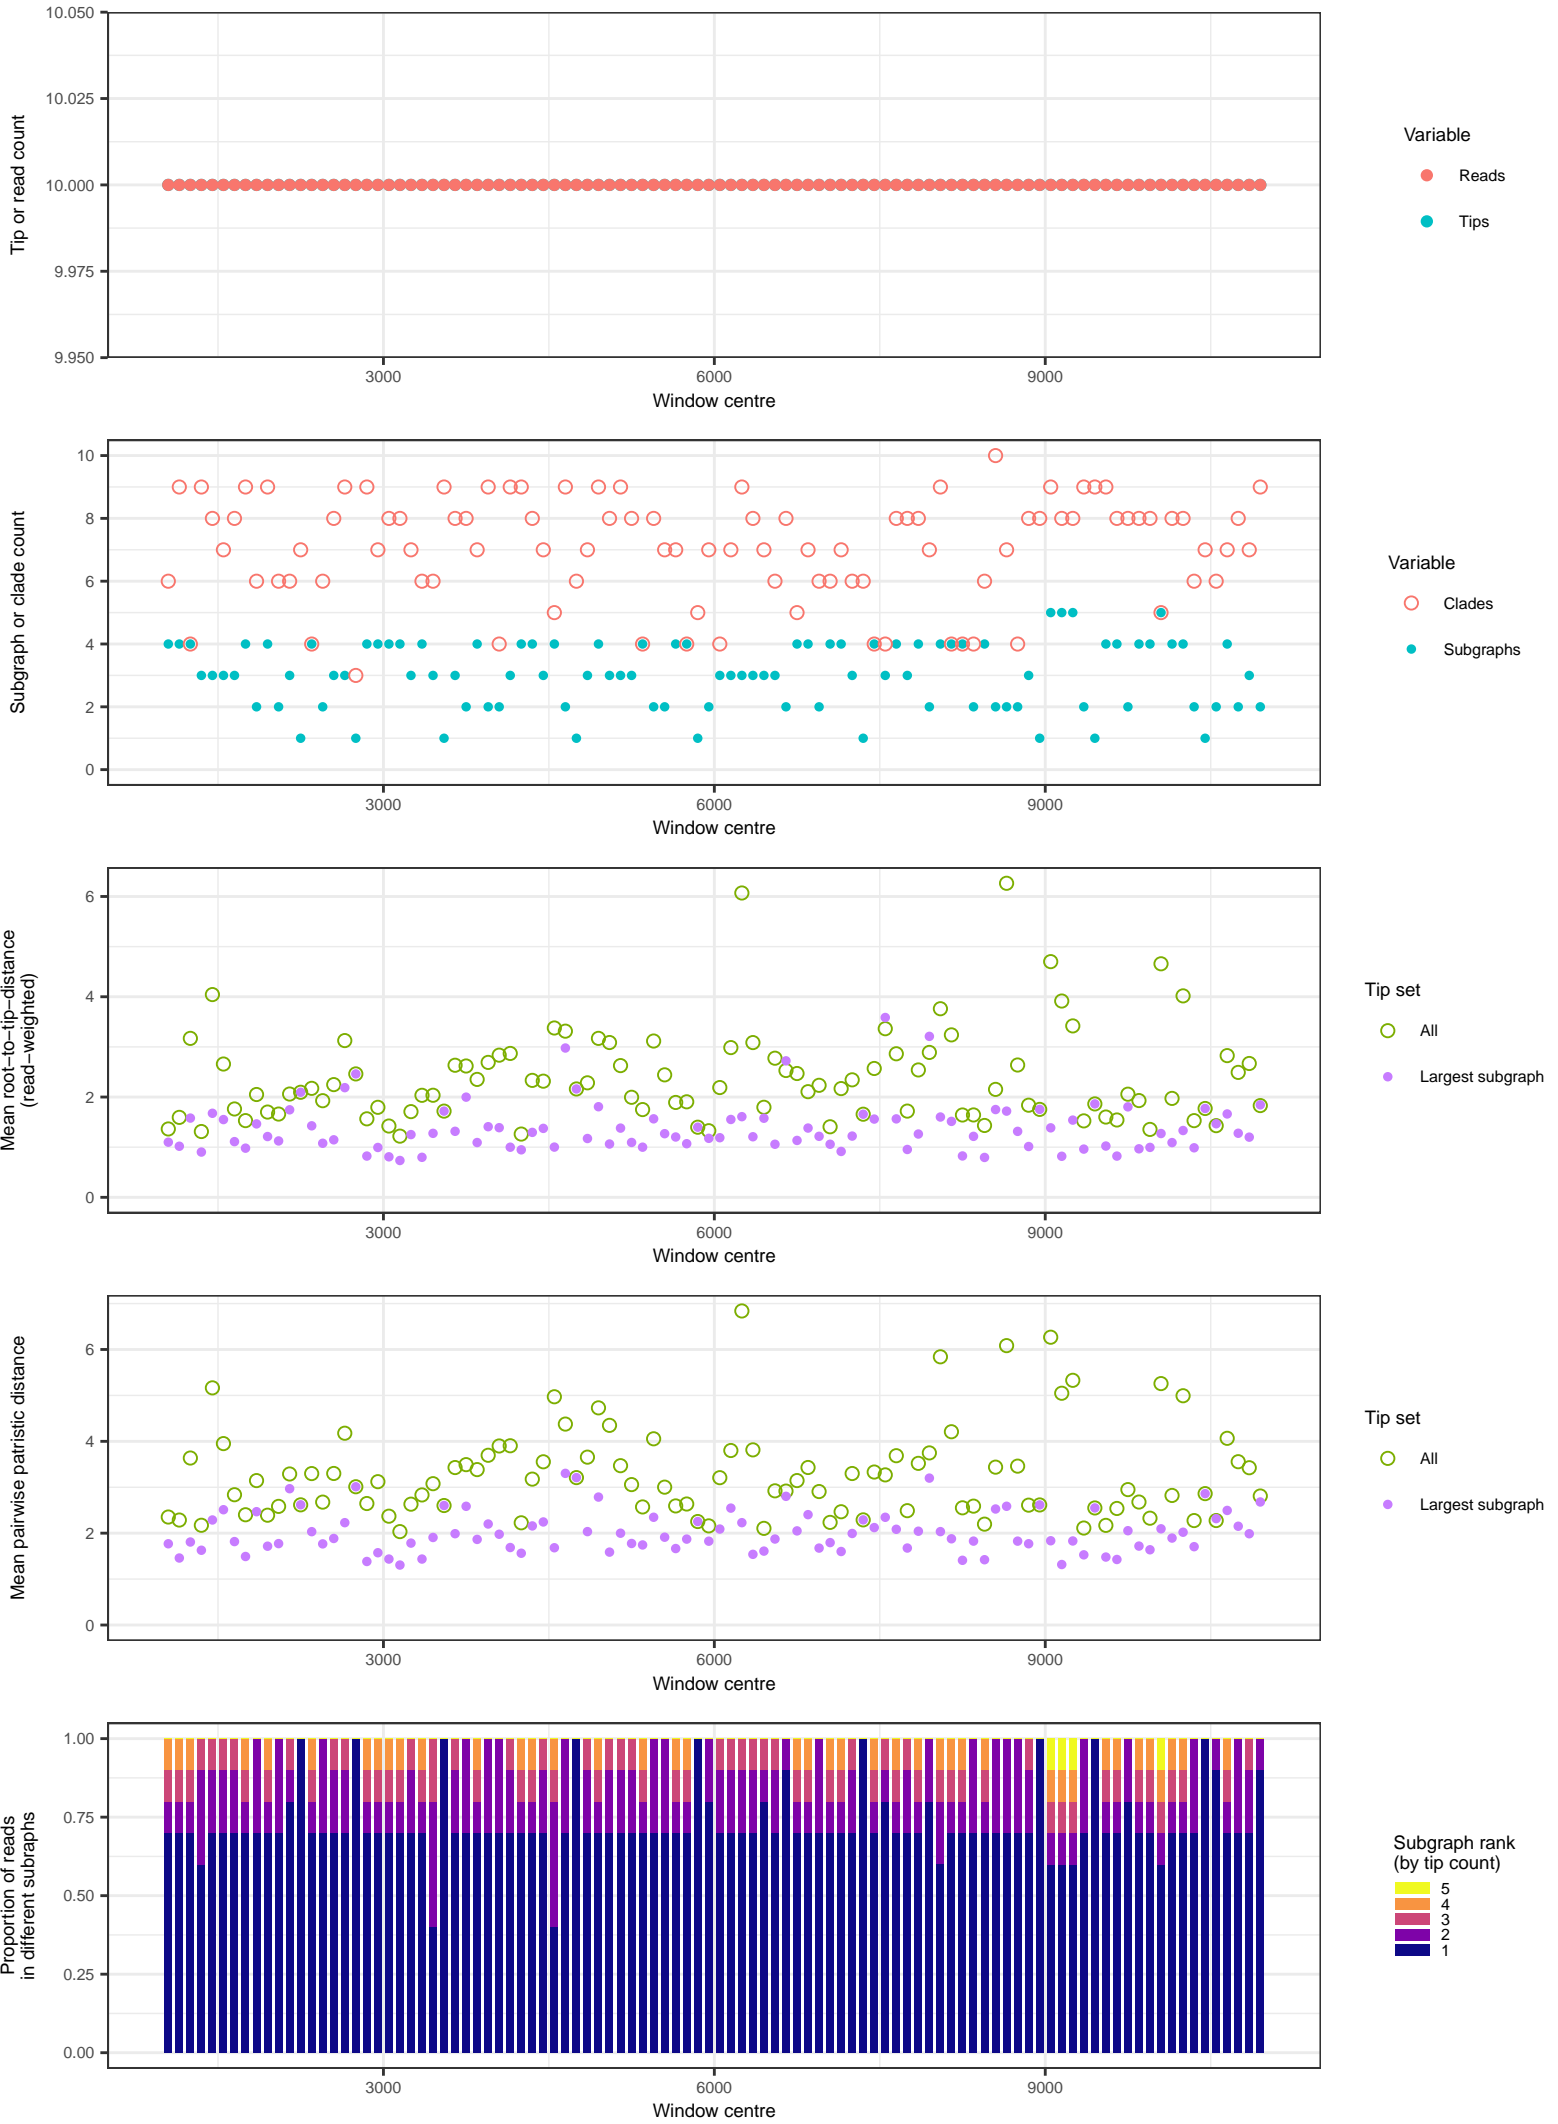 10.050
10.025
10.000
9.975
9.950
Tip or read count
3000 6000 9000
Window centre
Variable
Reads
Tips
10
8
6
4
2
0
Subgraph or clade count
3000 6000 9000
Window centre
Variable
Clades
Subgraphs
6
4
2
0
Mean root−to−tip−distance
(read−weighted)
3000 6000 9000
Window centre
Tip set
All
Largest subgraph
6
4
2
0
Mean pairwise patristic distance
3000 6000 9000
Window centre
Tip set
All
Largest subgraph
1.00
0.75
0.50
0.25
0.00
Proportion of reads
in different subraphs
3000 6000 9000
Window centre
Subgraph rank
(by tip count)
5
4
3
2
1